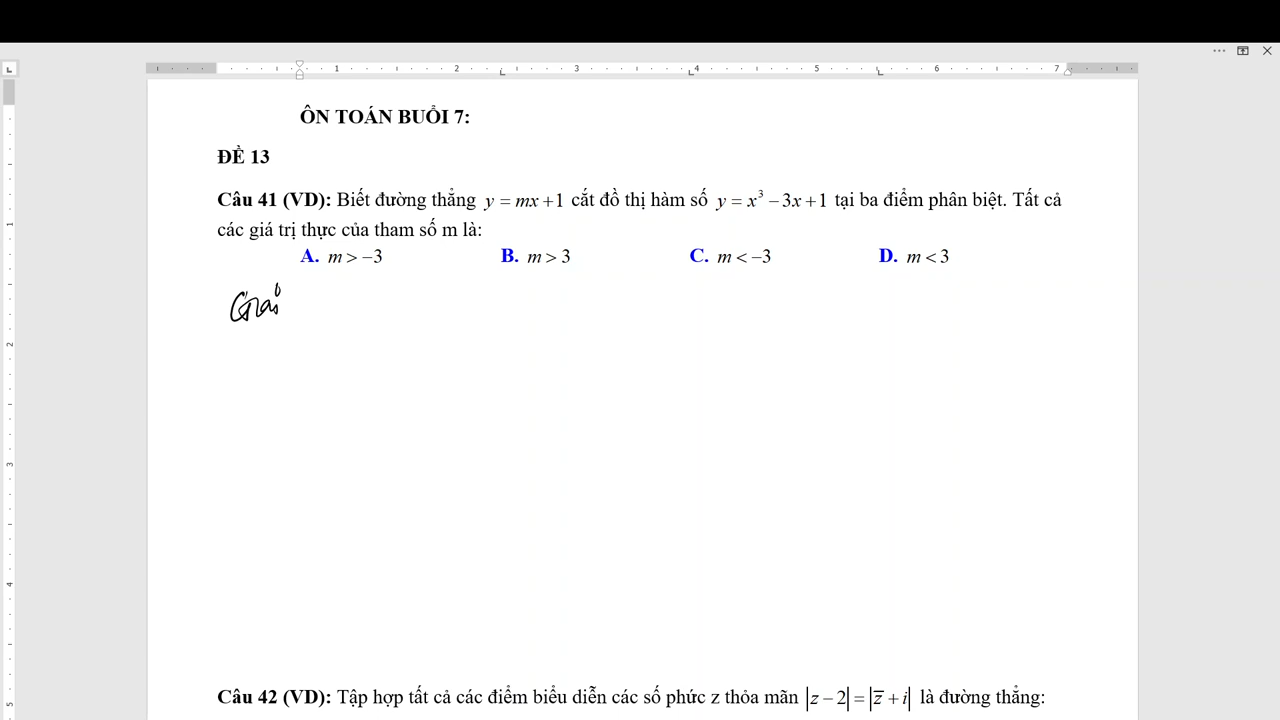 ÔN TOÁN BUỔI 7:
ĐỀ 13
Câu 41 (VD): Biết đường thẳng y = mx + 1 cắt đồ thị hàm số y = x³ − 3x + 1 tại ba điểm phân biệt. Tất cả
các giá trị thực của tham số m là:
A. m > −3 B. m > 3 C. m < −3 D. m < 3
Giải
Câu 42 (VD): Tập hợp tất cả các điểm biểu diễn các số phức z thỏa mãn |z − 2| = |z̅ + i| là đường thẳng: